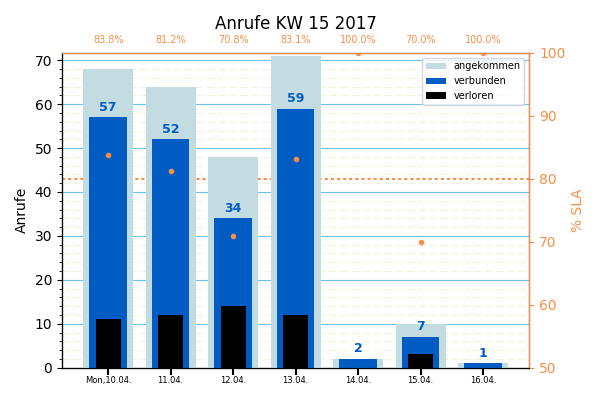 Anrufe KW 15 2017
83.8% 81.2% 70.8% 83.1% 100.0% 70.0% 100.0%
angekommen
verbunden
verloren
57 52 34 59 2 7 1
Anrufe
70
60
50
40
30
20
10
0
100
90
80
70
60
50
% SLA
Mon,10.04. 11.04. 12.04. 13.04. 14.04. 15.04. 16.04.